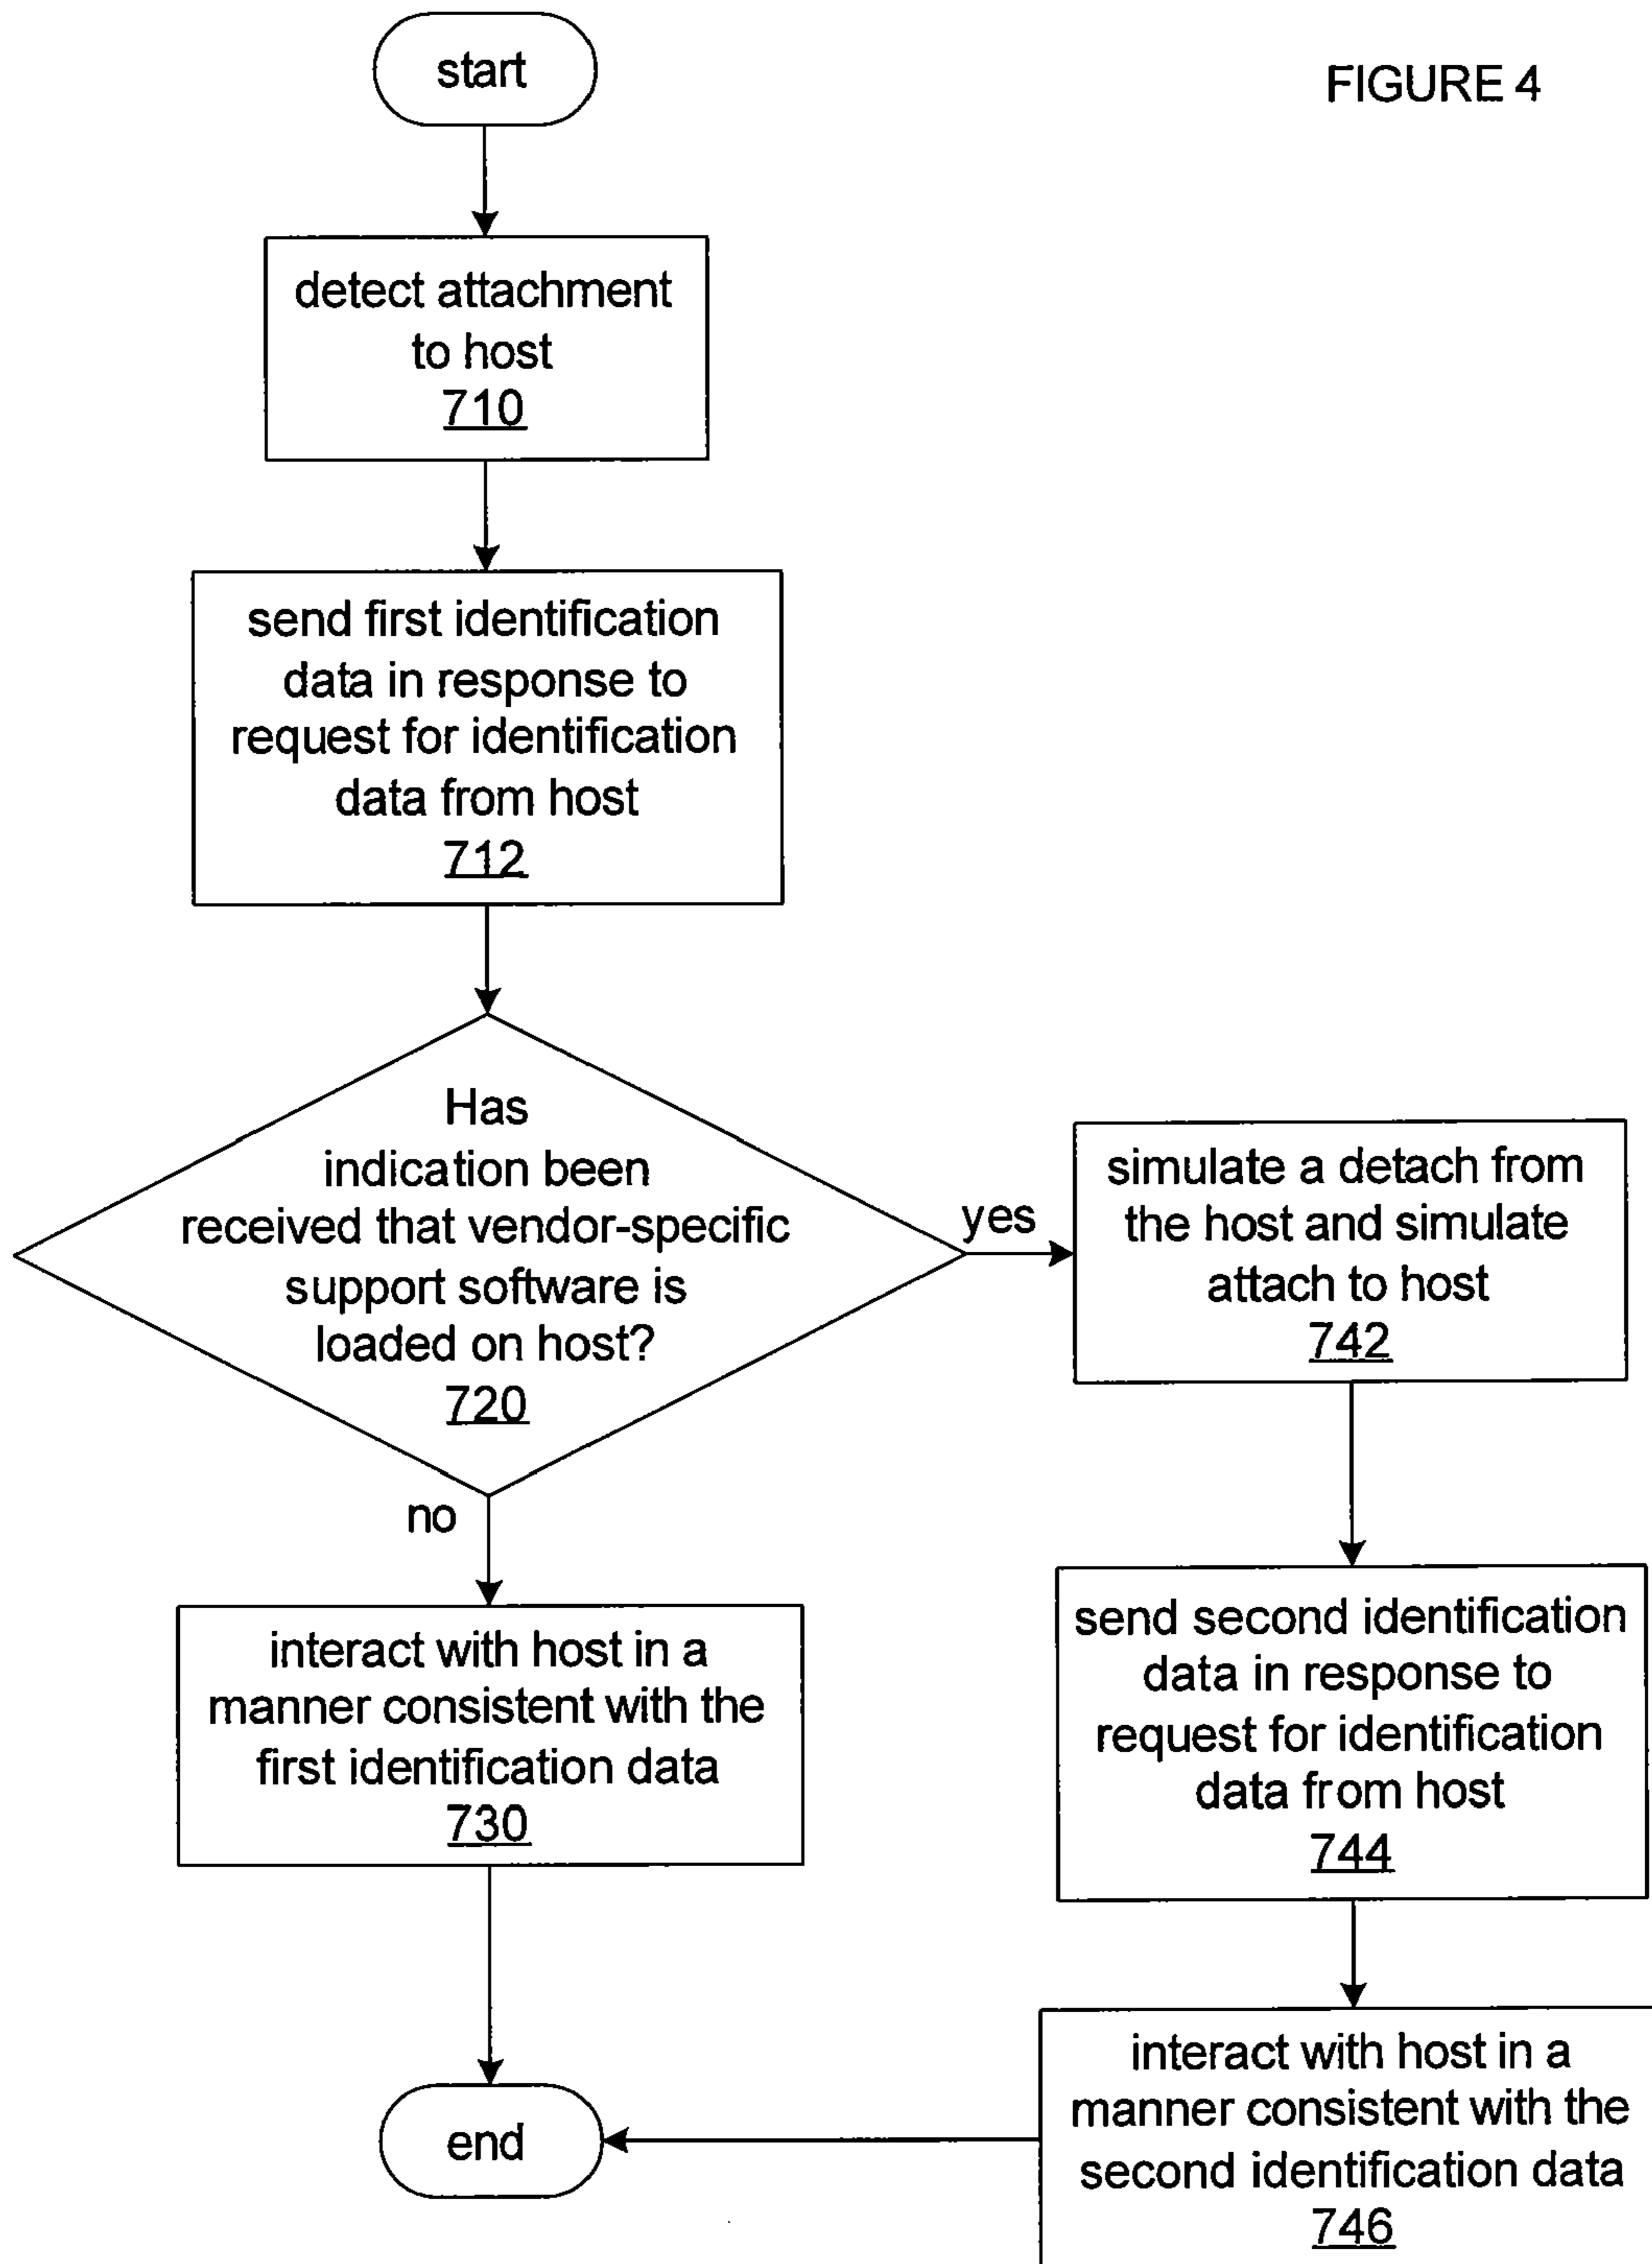 FIGURE 4
start
detect attachment
to host
710
send first identification
data in response to
request for identification
data from host
712
Has
indication been
received that vendor-specific
support software is
loaded on host?
720
yes
no
simulate a detach from
the host and simulate
attach to host
742
send second identification
data in response to
request for identification
data from host
744
interact with host in a
manner consistent with the
first identification data
730
interact with host in a
manner consistent with the
second identification data
746
end